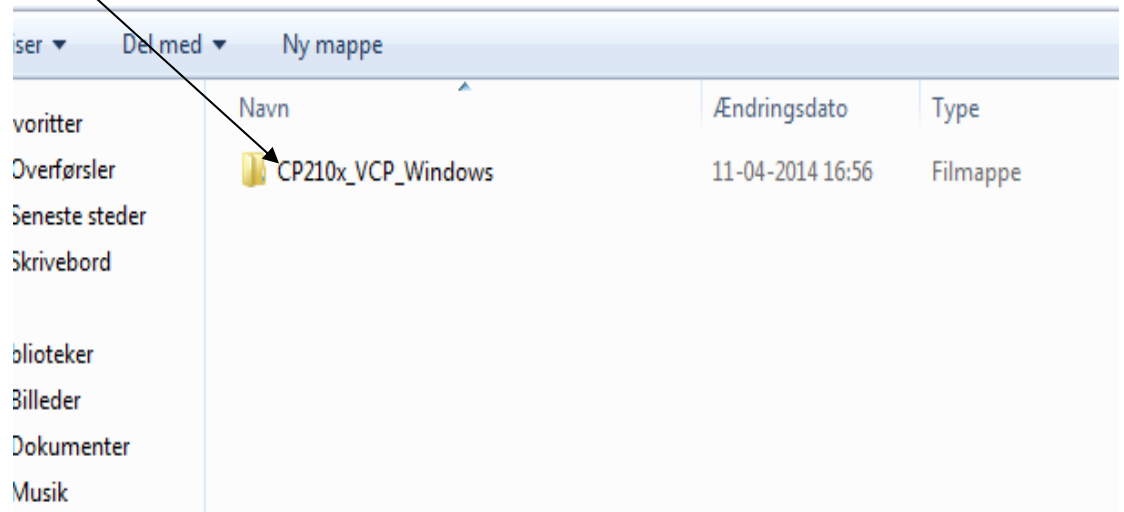 iser Del med Ny mappe
Navn Ændringsdato Type
voritter
Overførsler
CP210x_VCP_Windows 11-04-2014 16:56 Filmappe
Seneste steder
Skrivebord
blioteker
Billeder
Dokumenter
Musik